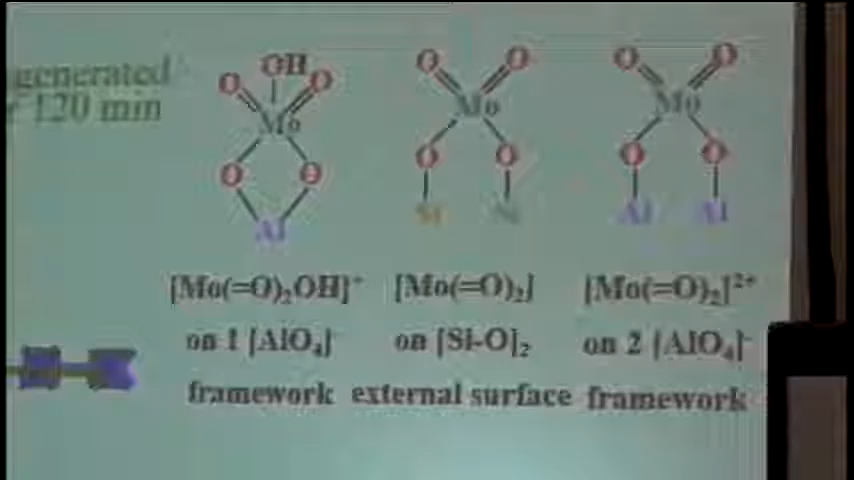 generated
120 min
OH
O O O O O O
Mo Mo Mo
O O O O O O
Al Si Si Al Al
[Mo(=O)₂OH]⁺ [Mo(=O)₂] [Mo(=O)₂]²⁺
on 1 [AlO₄]⁻ on [Si-O]₂ on 2 [AlO₄]⁻
framework external surface framework